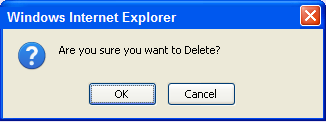 Windows Internet Explorer
Are you sure you want to Delete?
OK Cancel